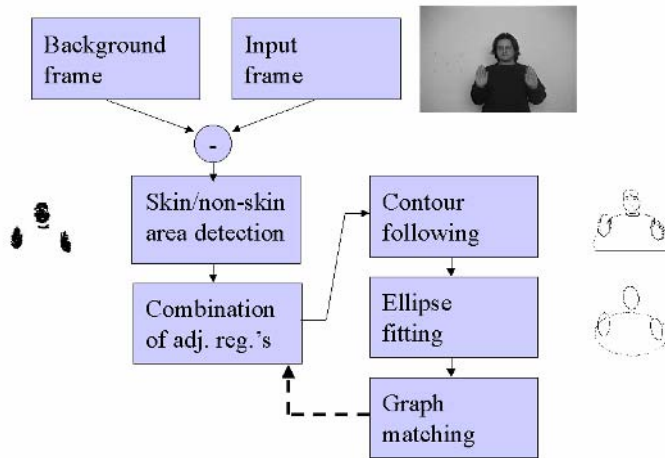 Background
frame
Input
frame
-
Skin/non-skin
area detection
Combination
of adj. reg.'s
Contour
following
Ellipse
fitting
Graph
matching